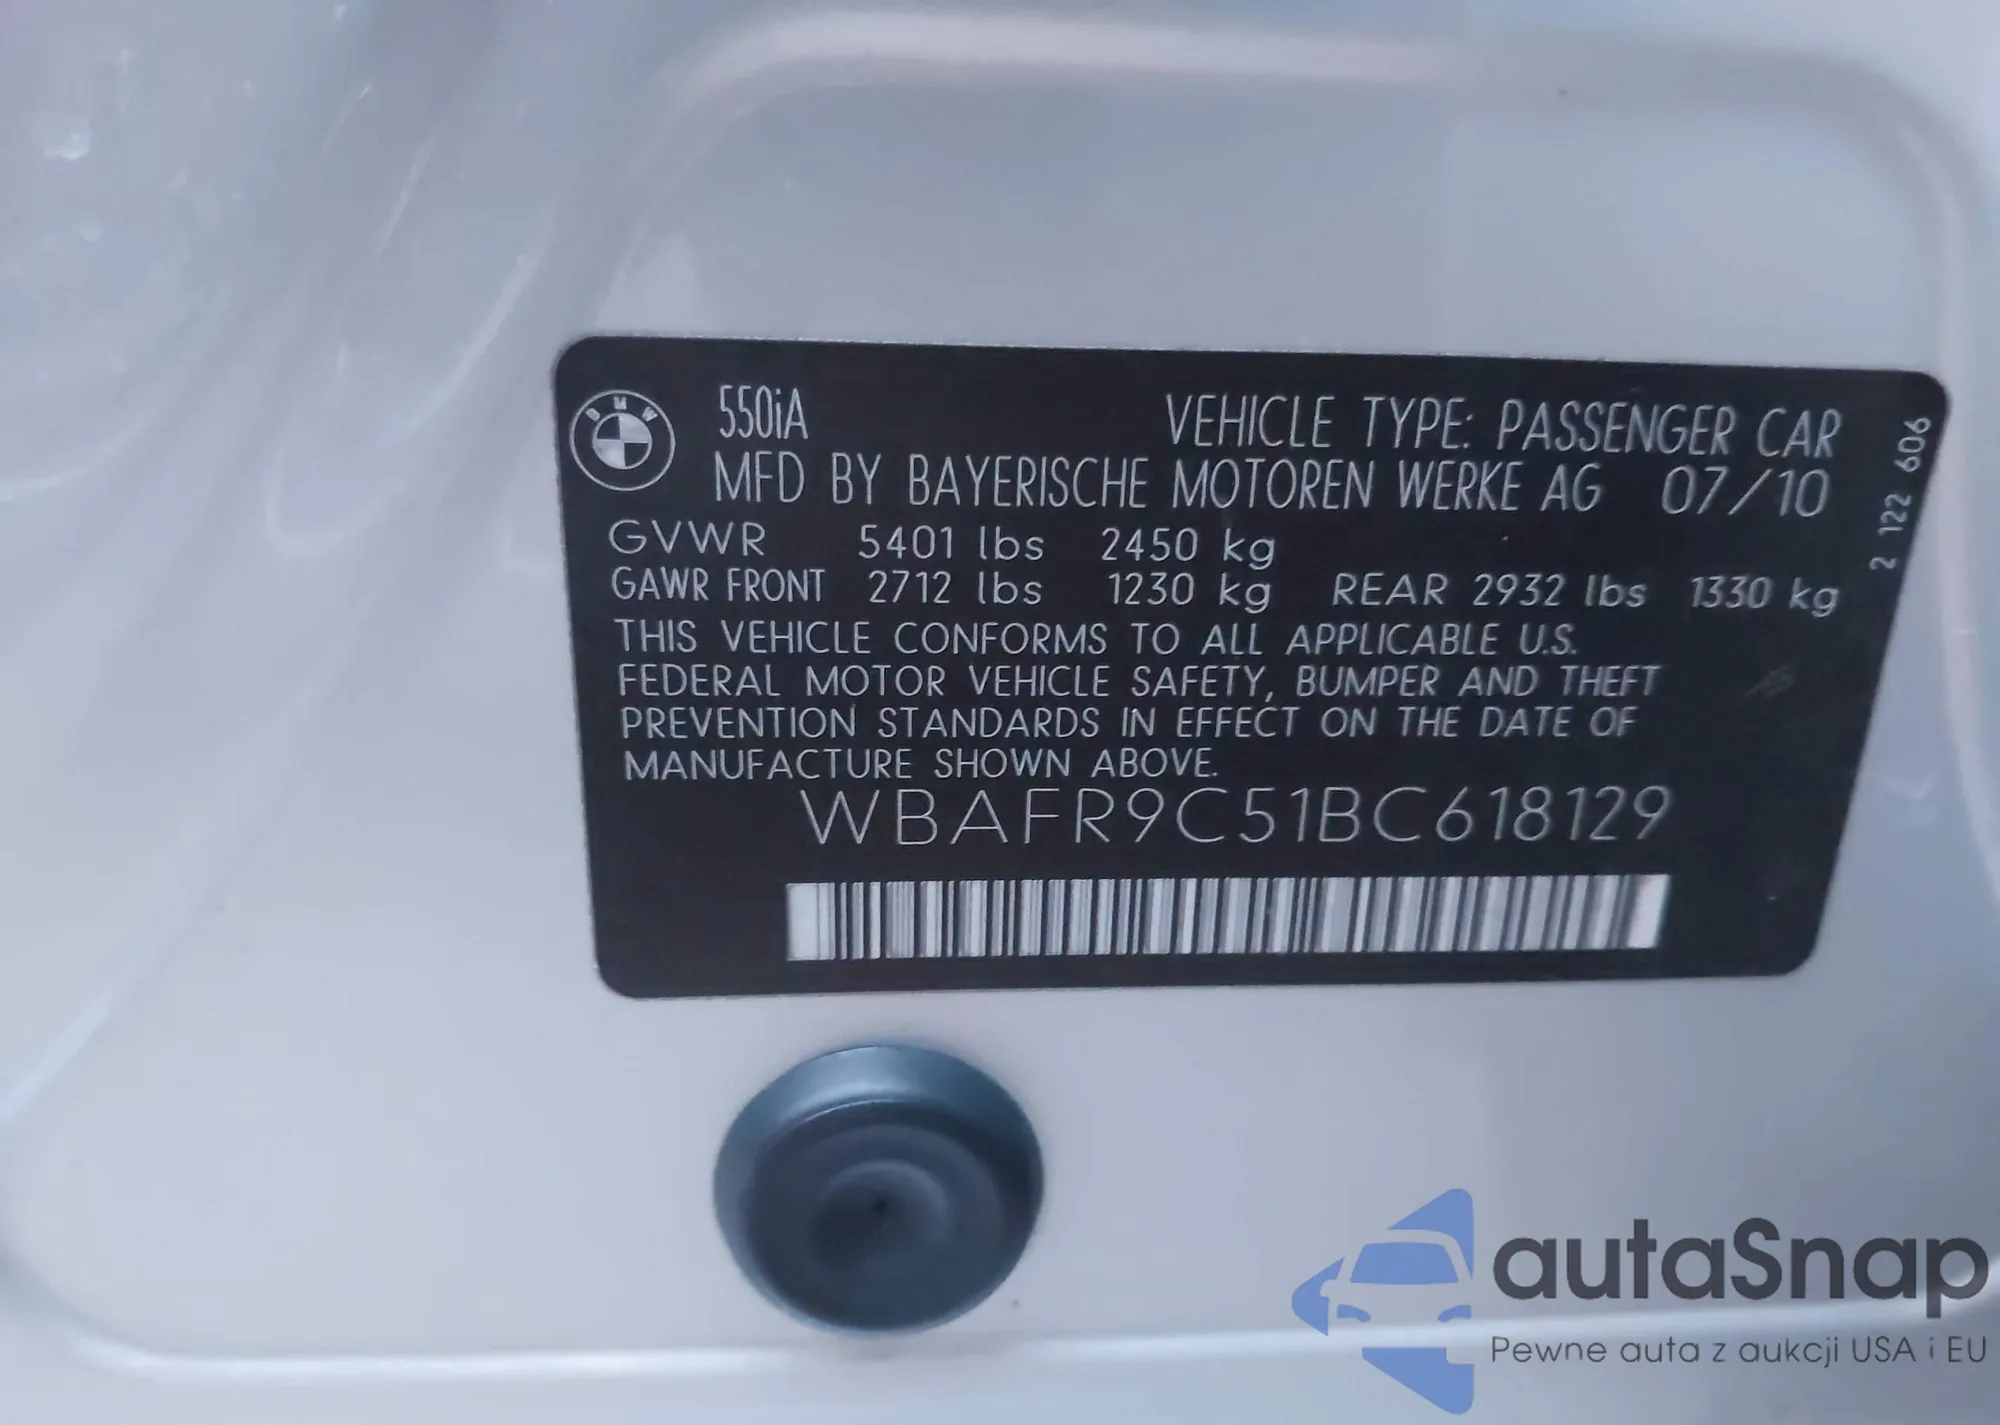 BMW
550iA VEHICLE TYPE: PASSENGER CAR
MFD BY BAYERISCHE MOTOREN WERKE AG 07/10
GVWR 5401 lbs 2450 kg
GAWR FRONT 2712 lbs 1230 kg REAR 2932 lbs 1330 kg
THIS VEHICLE CONFORMS TO ALL APPLICABLE U.S.
FEDERAL MOTOR VEHICLE SAFETY, BUMPER AND THEFT
PREVENTION STANDARDS IN EFFECT ON THE DATE OF
MANUFACTURE SHOWN ABOVE.
WBAFR9C51BC618129
2 122 606
autaSnap
Pewne auta z aukcji USA i EU